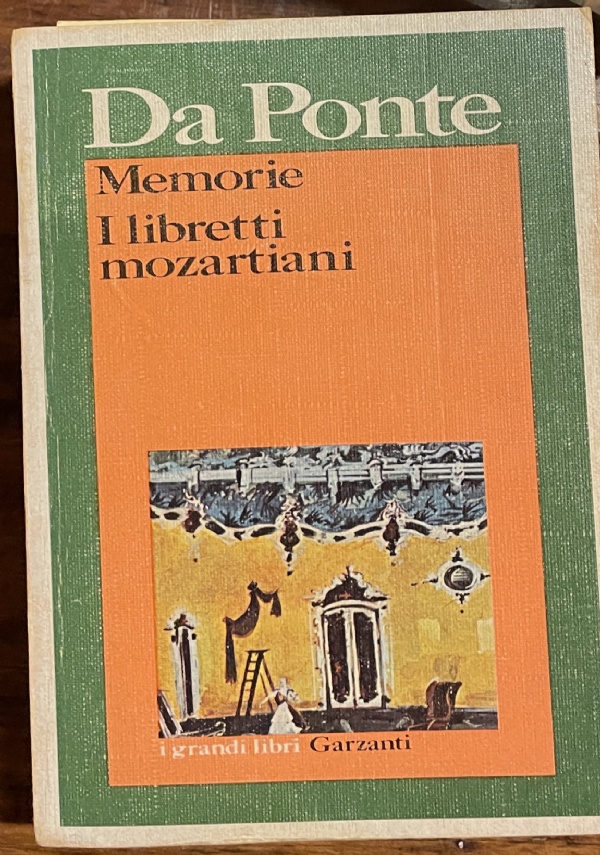 Da Ponte
Memorie
I libretti
mozartiani
i grandi libri Garzanti